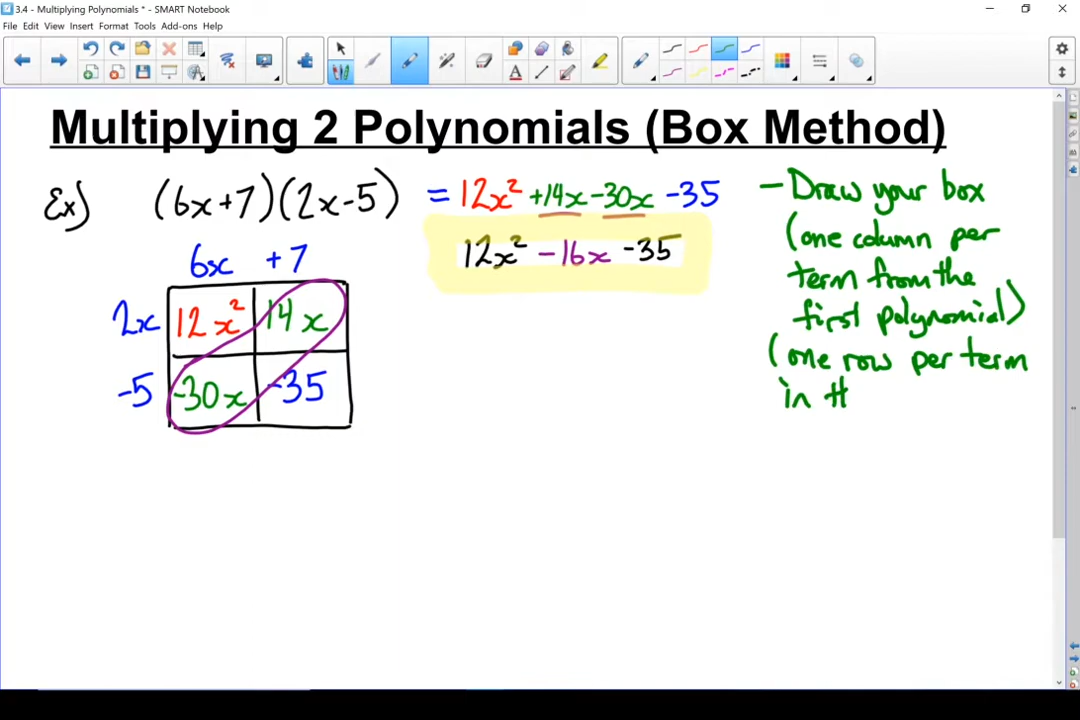 3.4 - Multiplying Polynomials * - SMART Notebook
File Edit View Insert Format Tools Add-ons Help
Multiplying 2 Polynomials (Box Method)
Ex) (6x+7)(2x-5) = 12x² +14x -30x -35
12x² -16x -35
6x +7
2x 12x² 14x
-5 -30x -35
- Draw your box
(one column per
term from the
first polynomial)
(one row per term
in th